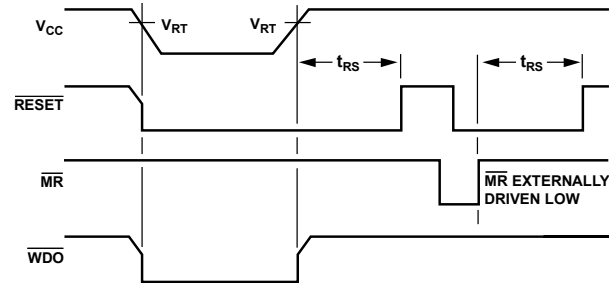 VCC
VRT
VRT
tRS
tRS
RESET
MR
MR EXTERNALLY
DRIVEN LOW
WDO